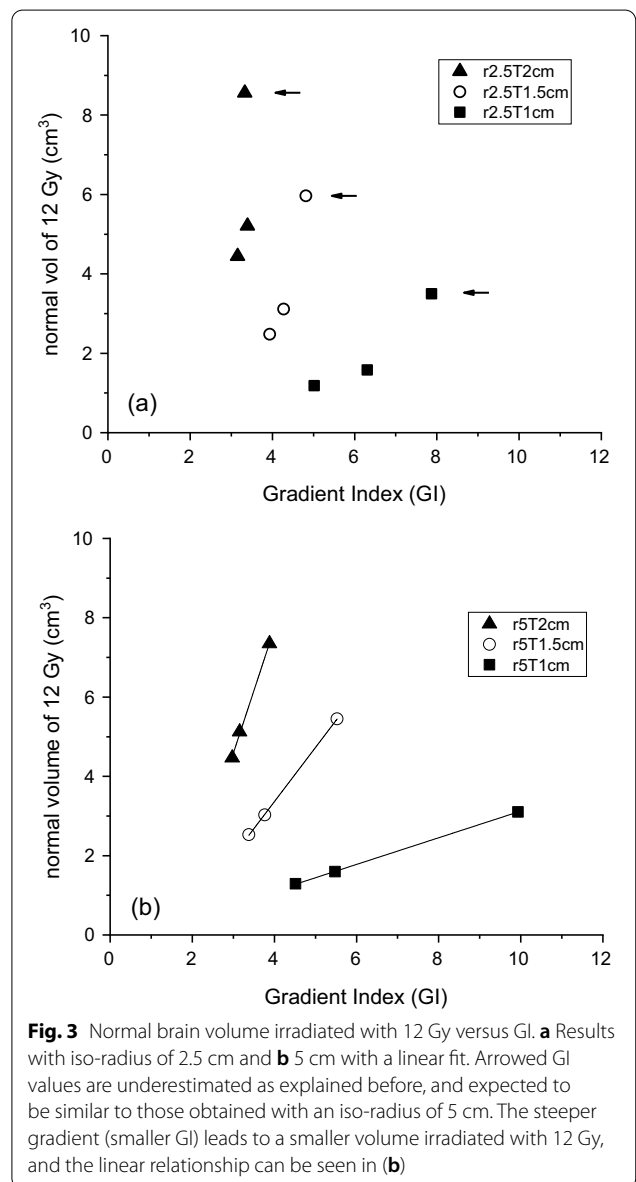 10
8
6
4
2
0
normal vol of 12 Gy (cm³)
r2.5T2cm
r2.5T1.5cm
r2.5T1cm
(a)
0 2 4 6 8 10 12
Gradient Index (GI)
10
8
6
4
2
0
normal volume of 12 Gy (cm³)
r5T2cm
r5T1.5cm
r5T1cm
(b)
0 2 4 6 8 10 12
Gradient Index (GI)
Fig. 3 Normal brain volume irradiated with 12 Gy versus GI. a Results
with iso-radius of 2.5 cm and b 5 cm with a linear fit. Arrowed GI
values are underestimated as explained before, and expected to
be similar to those obtained with an iso-radius of 5 cm. The steeper
gradient (smaller GI) leads to a smaller volume irradiated with 12 Gy,
and the linear relationship can be seen in (b)